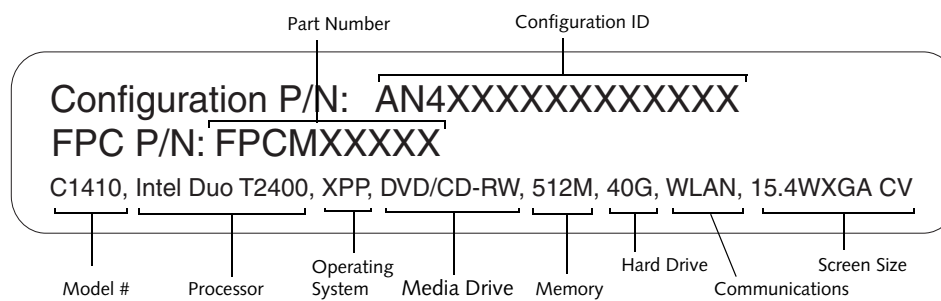 Part Number Configuration ID
Configuration P/N: AN4XXXXXXXXXXXX
FPC P/N: FPCMXXXXX
C1410, Intel Duo T2400, XPP, DVD/CD-RW, 512M, 40G, WLAN, 15.4WXGA CV
Model # Processor Operating System Media Drive Memory Hard Drive Communications Screen Size